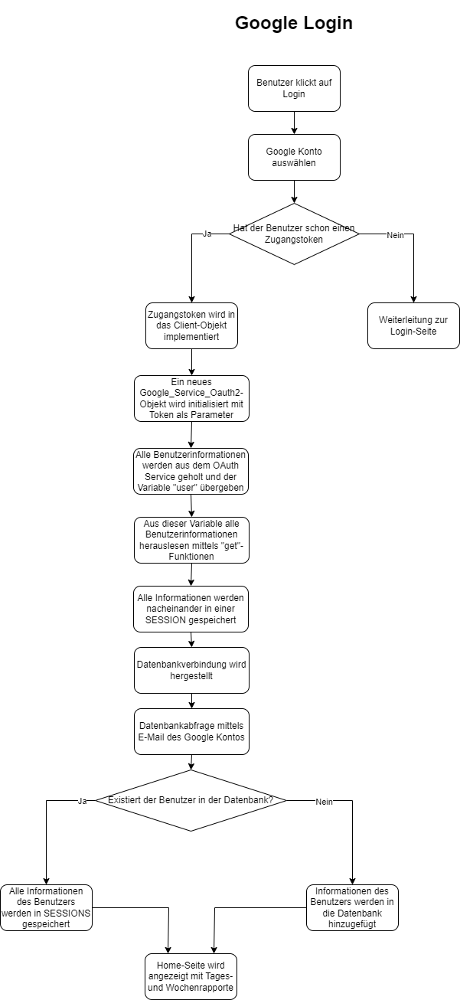 Google Login
Benutzer klickt auf
Login
Google Konto
auswählen
Hat der Benutzer schon einen
Zugangstoken
Ja
Nein
Zugangstoken wird in
das Client-Objekt
implementiert
Weiterleitung zur
Login-Seite
Ein neues
Google_Service_Oauth2-
Objekt wird initialisiert mit
Token als Parameter
Alle Benutzerinformationen
werden aus dem OAuth
Service geholt und der
Variable "user" übergeben
Aus dieser Variable alle
Benutzerinformationen
herauslesen mittels "get"-
Funktionen
Alle Informationen werden
nacheinander in einer
SESSION gespeichert
Datenbankverbindung wird
hergestellt
Datenbankabfrage mittels
E-Mail des Google Kontos
Existiert der Benutzer in der Datenbank?
Ja
Nein
Alle Informationen
des Benutzers
werden in SESSIONS
gespeichert
Informationen des
Benutzers werden in
die Datenbank
hinzugefügt
Home-Seite wird
angezeigt mit Tages-
und Wochenrapporte